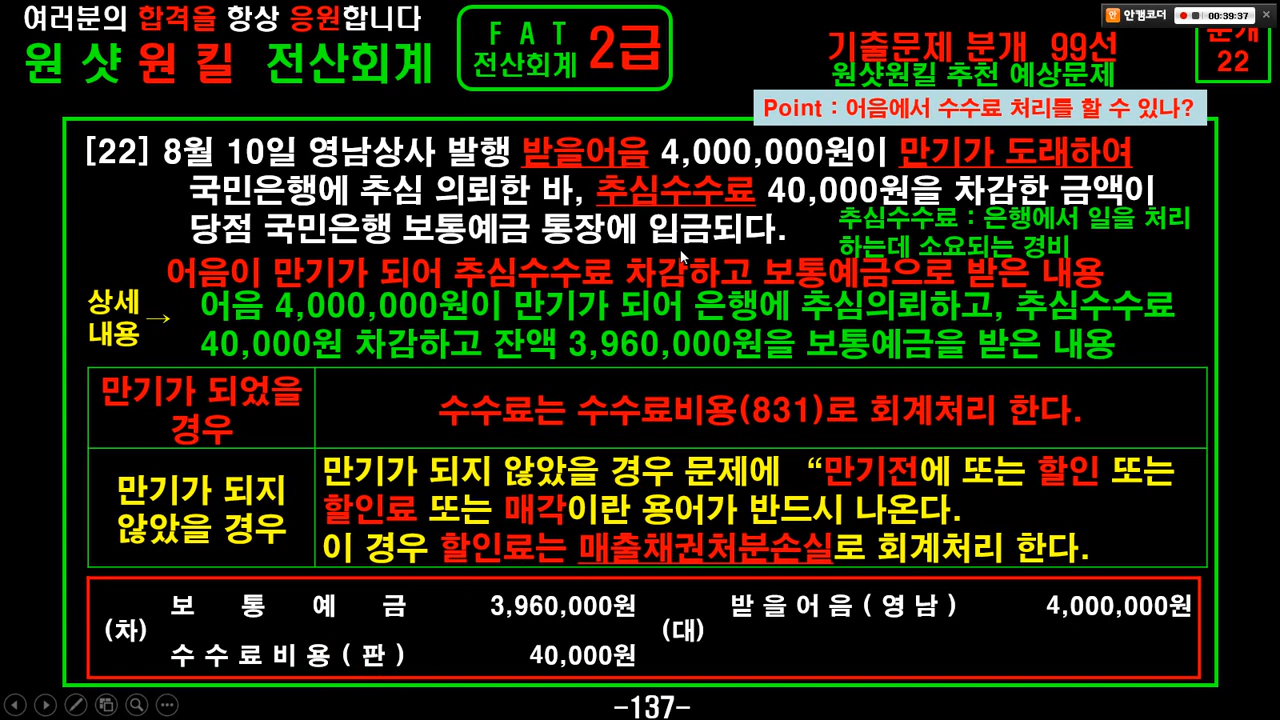 여러분의 합격을 항상 응원합니다
원 샷 원 킬 전산회계
F A T
전산회계 2급
기출문제 분개 99선
원샷원킬 추천 예상문제
안캠코더 00:39:37
분개
22
Point : 어음에서 수수료 처리를 할 수 있나?
[22] 8월 10일 영남상사 발행 받을어음 4,000,000원이 만기가 도래하여
국민은행에 추심 의뢰한 바, 추심수수료 40,000원을 차감한 금액이
당점 국민은행 보통예금 통장에 입금되다.
추심수수료 : 은행에서 일을 처리
하는데 소요되는 경비
어음이 만기가 되어 추심수수료 차감하고 보통예금으로 받은 내용
상세
내용 →
어음 4,000,000원이 만기가 되어 은행에 추심의뢰하고, 추심수수료
40,000원 차감하고 잔액 3,960,000원을 보통예금을 받은 내용
만기가 되었을
경우
수수료는 수수료비용(831)로 회계처리 한다.
만기가 되지
않았을 경우
만기가 되지 않았을 경우 문제에 “만기전에 또는 할인 또는
할인료 또는 매각이란 용어가 반드시 나온다.
이 경우 할인료는 매출채권처분손실로 회계처리 한다.
(차)
보 통 예 금 3,960,000원
수 수 료 비 용 ( 판 ) 40,000원
(대)
받 을 어 음 ( 영 남 ) 4,000,000원
-137-